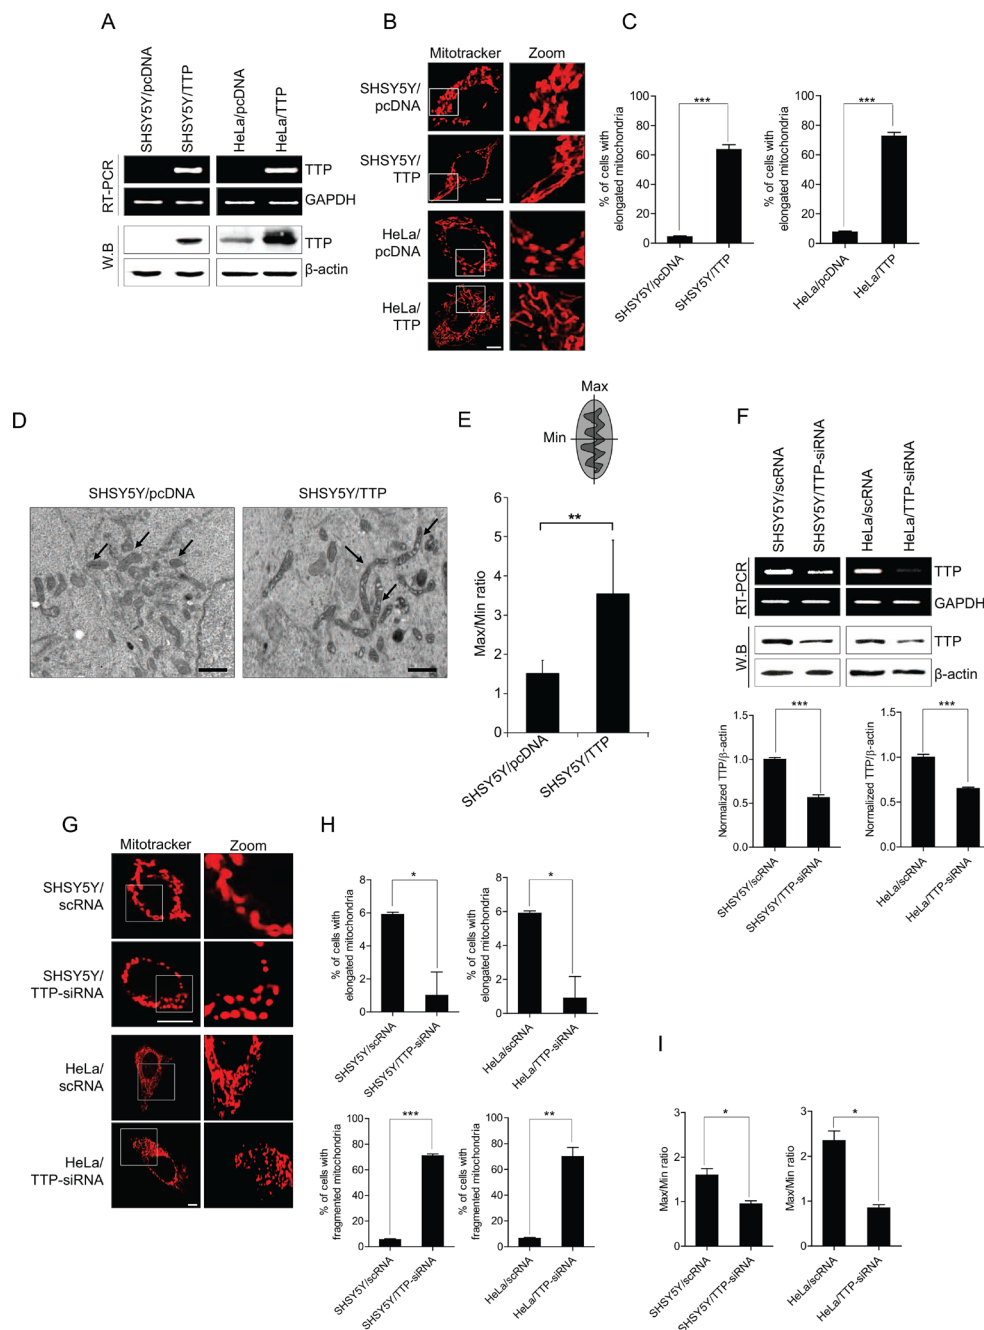 A
SHSY5Y/pcDNA
SHSY5Y/TTP
HeLa/pcDNA
HeLa/TTP
RT-PCR
TTP
GAPDH
W.B
TTP
β-actin
B
Mitotracker Zoom
SHSY5Y/
pcDNA
SHSY5Y/
TTP
HeLa/
pcDNA
HeLa/
TTP
C
% of cells with
elongated mitochondria
100
80
60
40
20
0
***
SHSY5Y/pcDNA
SHSY5Y/TTP
% of cells with
elongated mitochondria
100
80
60
40
20
0
***
HeLa/pcDNA
HeLa/TTP
D
SHSY5Y/pcDNA
SHSY5Y/TTP
E
Max
Min
Max/Min ratio
6
5
4
3
2
1
0
**
SHSY5Y/pcDNA
SHSY5Y/TTP
F
SHSY5Y/scRNA
SHSY5Y/TTP-siRNA
HeLa/scRNA
HeLa/TTP-siRNA
RT-PCR
TTP
GAPDH
W.B
TTP
β-actin
Normalized TTP/β-actin
1.5
1.0
0.5
0.0
***
SHSY5Y/scRNA
SHSY5Y/TTP-siRNA
Normalized TTP/β-actin
1.5
1.0
0.5
0.0
***
HeLa/scRNA
HeLa/TTP-siRNA
G
Mitotracker Zoom
SHSY5Y/
scRNA
SHSY5Y/
TTP-siRNA
HeLa/
scRNA
HeLa/
TTP-siRNA
H
% of cells with
elongated mitochondria
8
6
4
2
0
*
SHSY5Y/scRNA
SHSY5Y/TTP-siRNA
% of cells with
elongated mitochondria
8
6
4
2
0
*
HeLa/scRNA
HeLa/TTP-siRNA
% of cells with
fragmented mitochondria
100
80
60
40
20
0
***
SHSY5Y/scRNA
SHSY5Y/TTP-siRNA
% of cells with
fragmented mitochondria
100
80
60
40
20
0
**
HeLa/scRNA
HeLa/TTP-siRNA
I
Max/Min ratio
3
2
1
0
*
SHSY5Y/scRNA
SHSY5Y/TTP-siRNA
Max/Min ratio
3
2
1
0
*
HeLa/scRNA
HeLa/TTP-siRNA